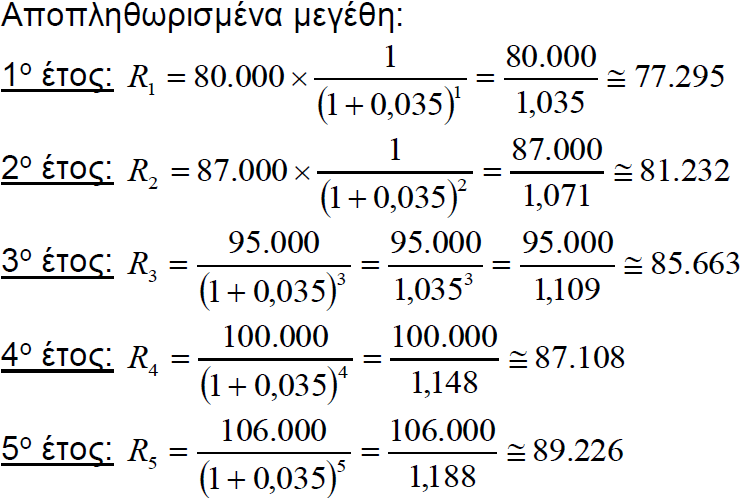 Αποπληθωρισμένα μεγέθη:
1ο έτος: R₁ = 80.000 × 1/(1+0,035)¹ = 80.000/1,035 ≅ 77.295
2ο έτος: R₂ = 87.000 × 1/(1+0,035)² = 87.000/1,071 ≅ 81.232
3ο έτος: R₃ = 95.000/(1+0,035)³ = 95.000/1,035³ = 95.000/1,109 ≅ 85.663
4ο έτος: R₄ = 100.000/(1+0,035)⁴ = 100.000/1,148 ≅ 87.108
5ο έτος: R₅ = 106.000/(1+0,035)⁵ = 106.000/1,188 ≅ 89.226